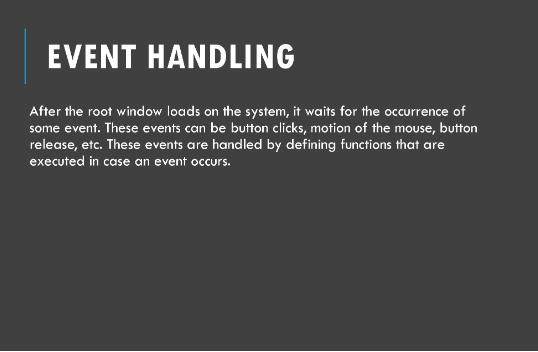 EVENT HANDLING
After the root window loads on the system, it waits for the occurrence of
some event. These events can be button clicks, motion of the mouse, button
release, etc. These events are handled by defining functions that are
executed in case an event occurs.